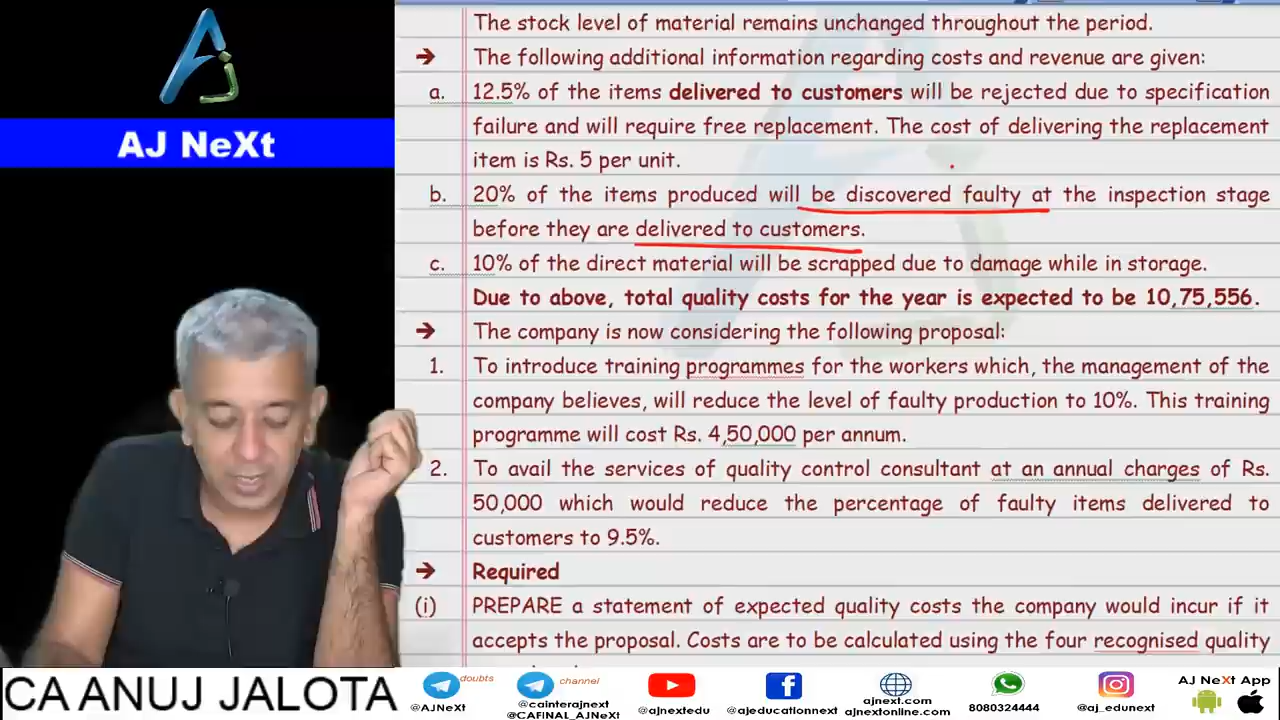 The stock level of material remains unchanged throughout the period.
➔ The following additional information regarding costs and revenue are given:
a. 12.5% of the items delivered to customers will be rejected due to specification
failure and will require free replacement. The cost of delivering the replacement
item is Rs. 5 per unit.
b. 20% of the items produced will be discovered faulty at the inspection stage
before they are delivered to customers.
c. 10% of the direct material will be scrapped due to damage while in storage.
Due to above, total quality costs for the year is expected to be 10,75,556.
➔ The company is now considering the following proposal:
1. To introduce training programmes for the workers which, the management of the
company believes, will reduce the level of faulty production to 10%. This training
programme will cost Rs. 4,50,000 per annum.
2. To avail the services of quality control consultant at an annual charges of Rs.
50,000 which would reduce the percentage of faulty items delivered to
customers to 9.5%.
➔ Required
(i) PREPARE a statement of expected quality costs the company would incur if it
accepts the proposal. Costs are to be calculated using the four recognised quality
AJ NeXt
CA ANUJ JALOTA
doubts
@AJNeXt
channel
@cainterajnext
@CAFINAL_AJNeXt
@ajnextedu
@ajeducationnext
ajnext.com
ajnextonline.com
8080324444
@aj_edunext
AJ NeXt App